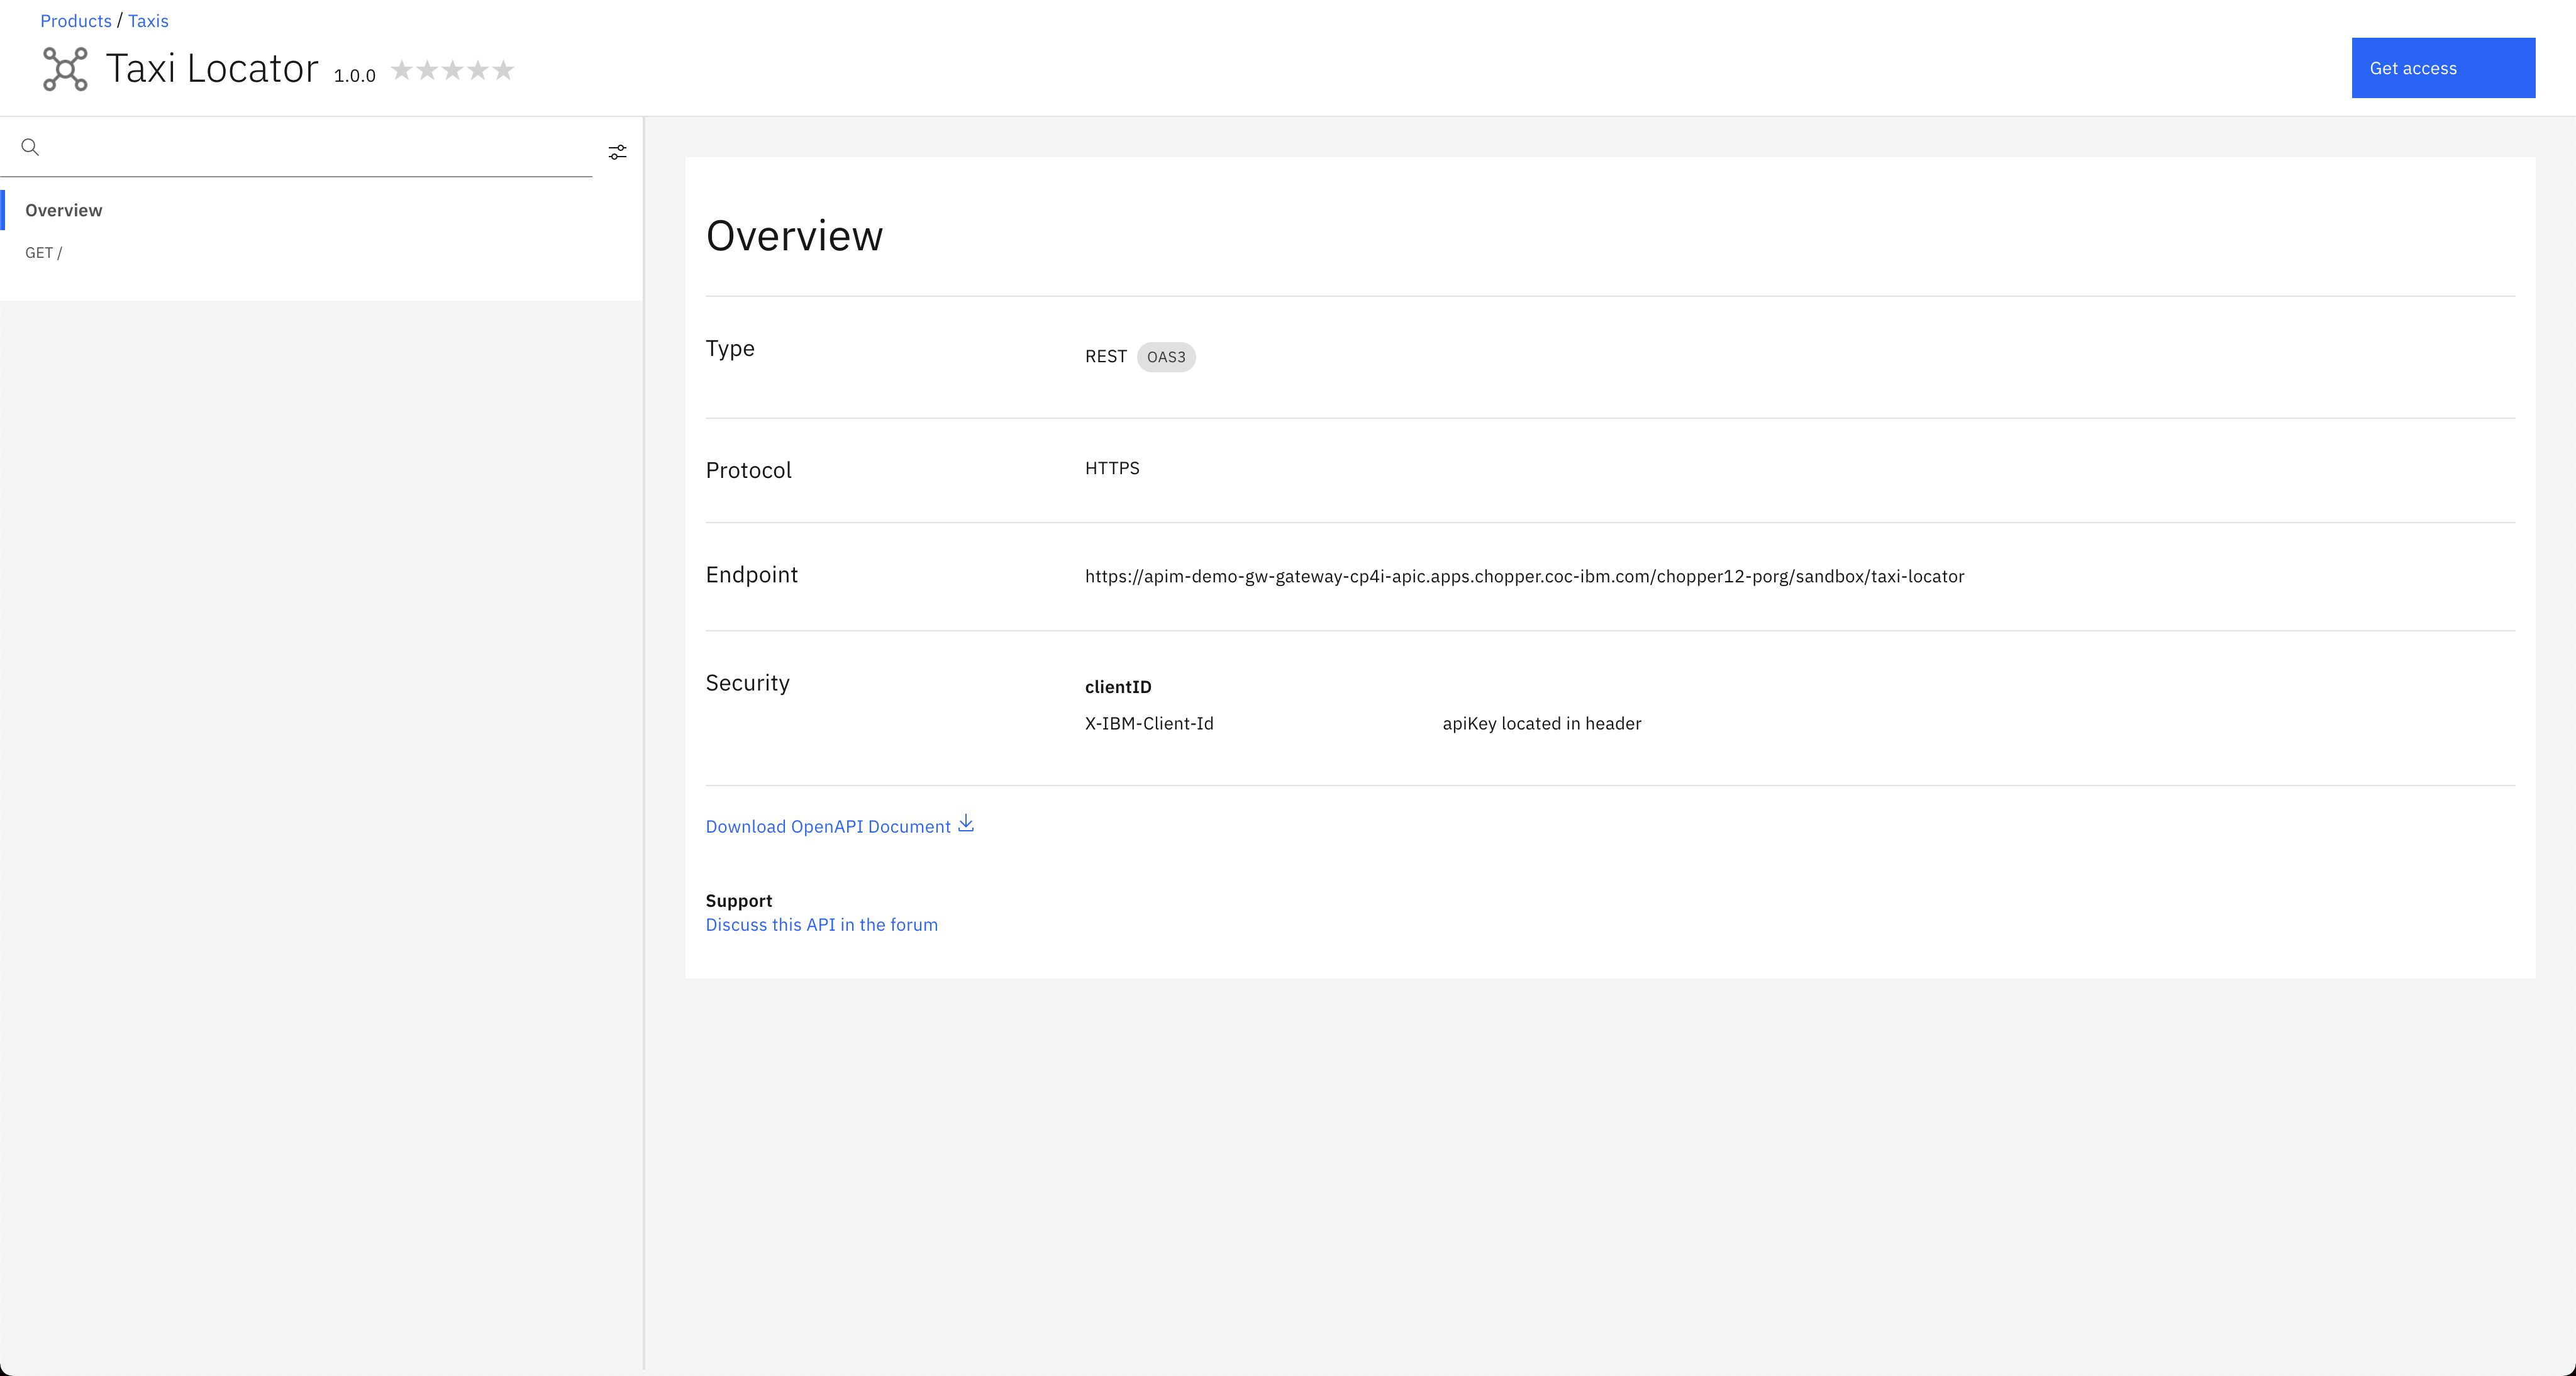 Products / Taxis
Taxi Locator 1.0.0
Get access
Overview
GET /
Overview
Type
REST OAS3
Protocol
HTTPS
Endpoint
https://apim-demo-gw-gateway-cp4i-apic.apps.chopper.coc-ibm.com/chopper12-porg/sandbox/taxi-locator
Security
clientID
X-IBM-Client-Id apiKey located in header
Download OpenAPI Document
Support
Discuss this API in the forum